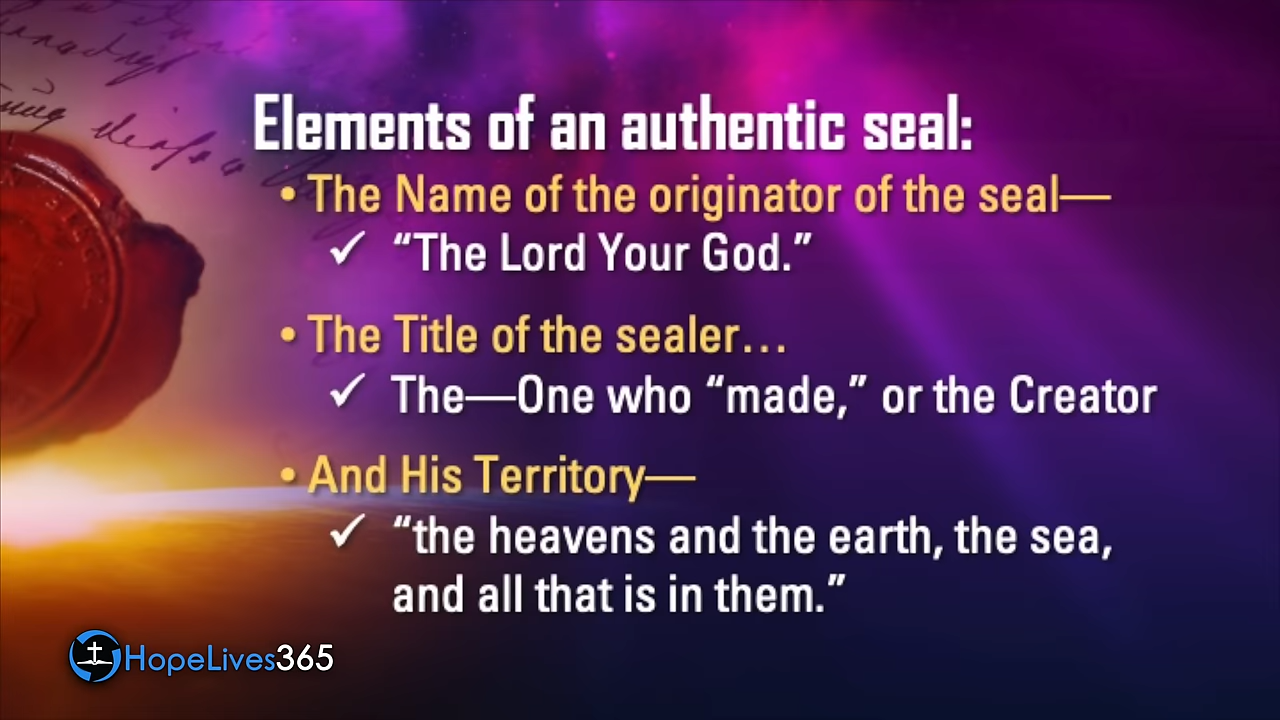 Elements of an authentic seal:
• The Name of the originator of the seal—
✓ “The Lord Your God.”
• The Title of the sealer…
✓ The—One who “made,” or the Creator
• And His Territory—
✓ “the heavens and the earth, the sea,
and all that is in them.”
HopeLives365